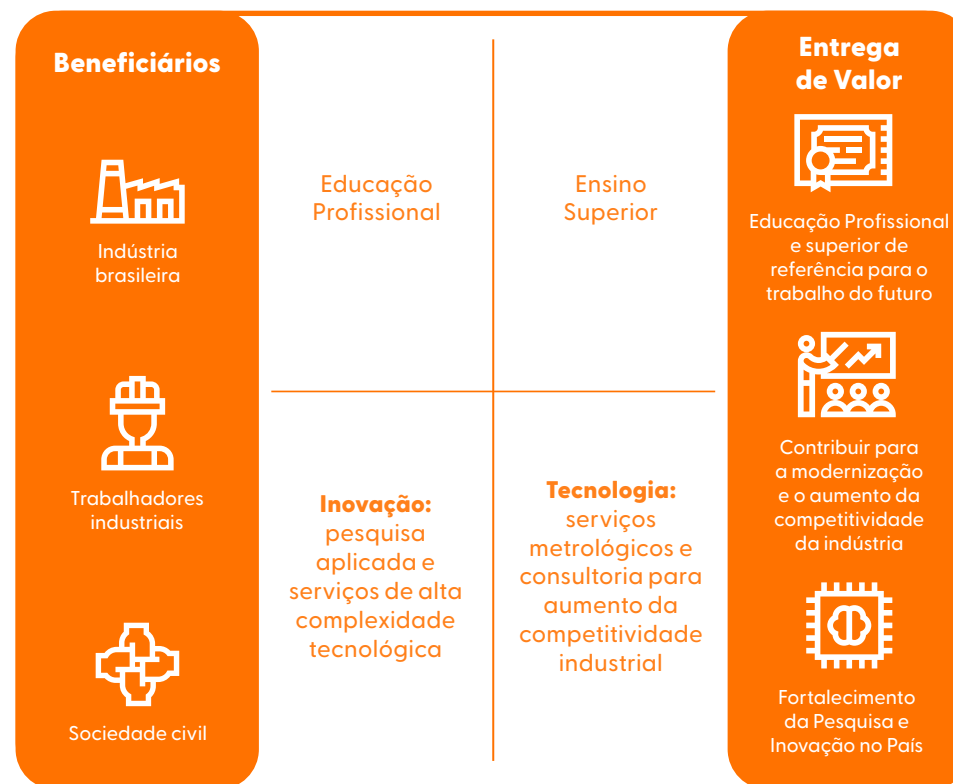 Beneficiários
Indústria
brasileira
Trabalhadores
industriais
Sociedade civil
Educação
Profissional
Ensino
Superior
Inovação:
pesquisa
aplicada e
serviços de alta
complexidade
tecnológica
Tecnologia:
serviços
metrológicos e
consultoria para
aumento da
competitividade
industrial
Entrega
de Valor
Educação Profissional
e superior de
referência para o
trabalho do futuro
Contribuir para
a modernização
e o aumento da
competitividade
da indústria
Fortalecimento
da Pesquisa e
Inovação no País